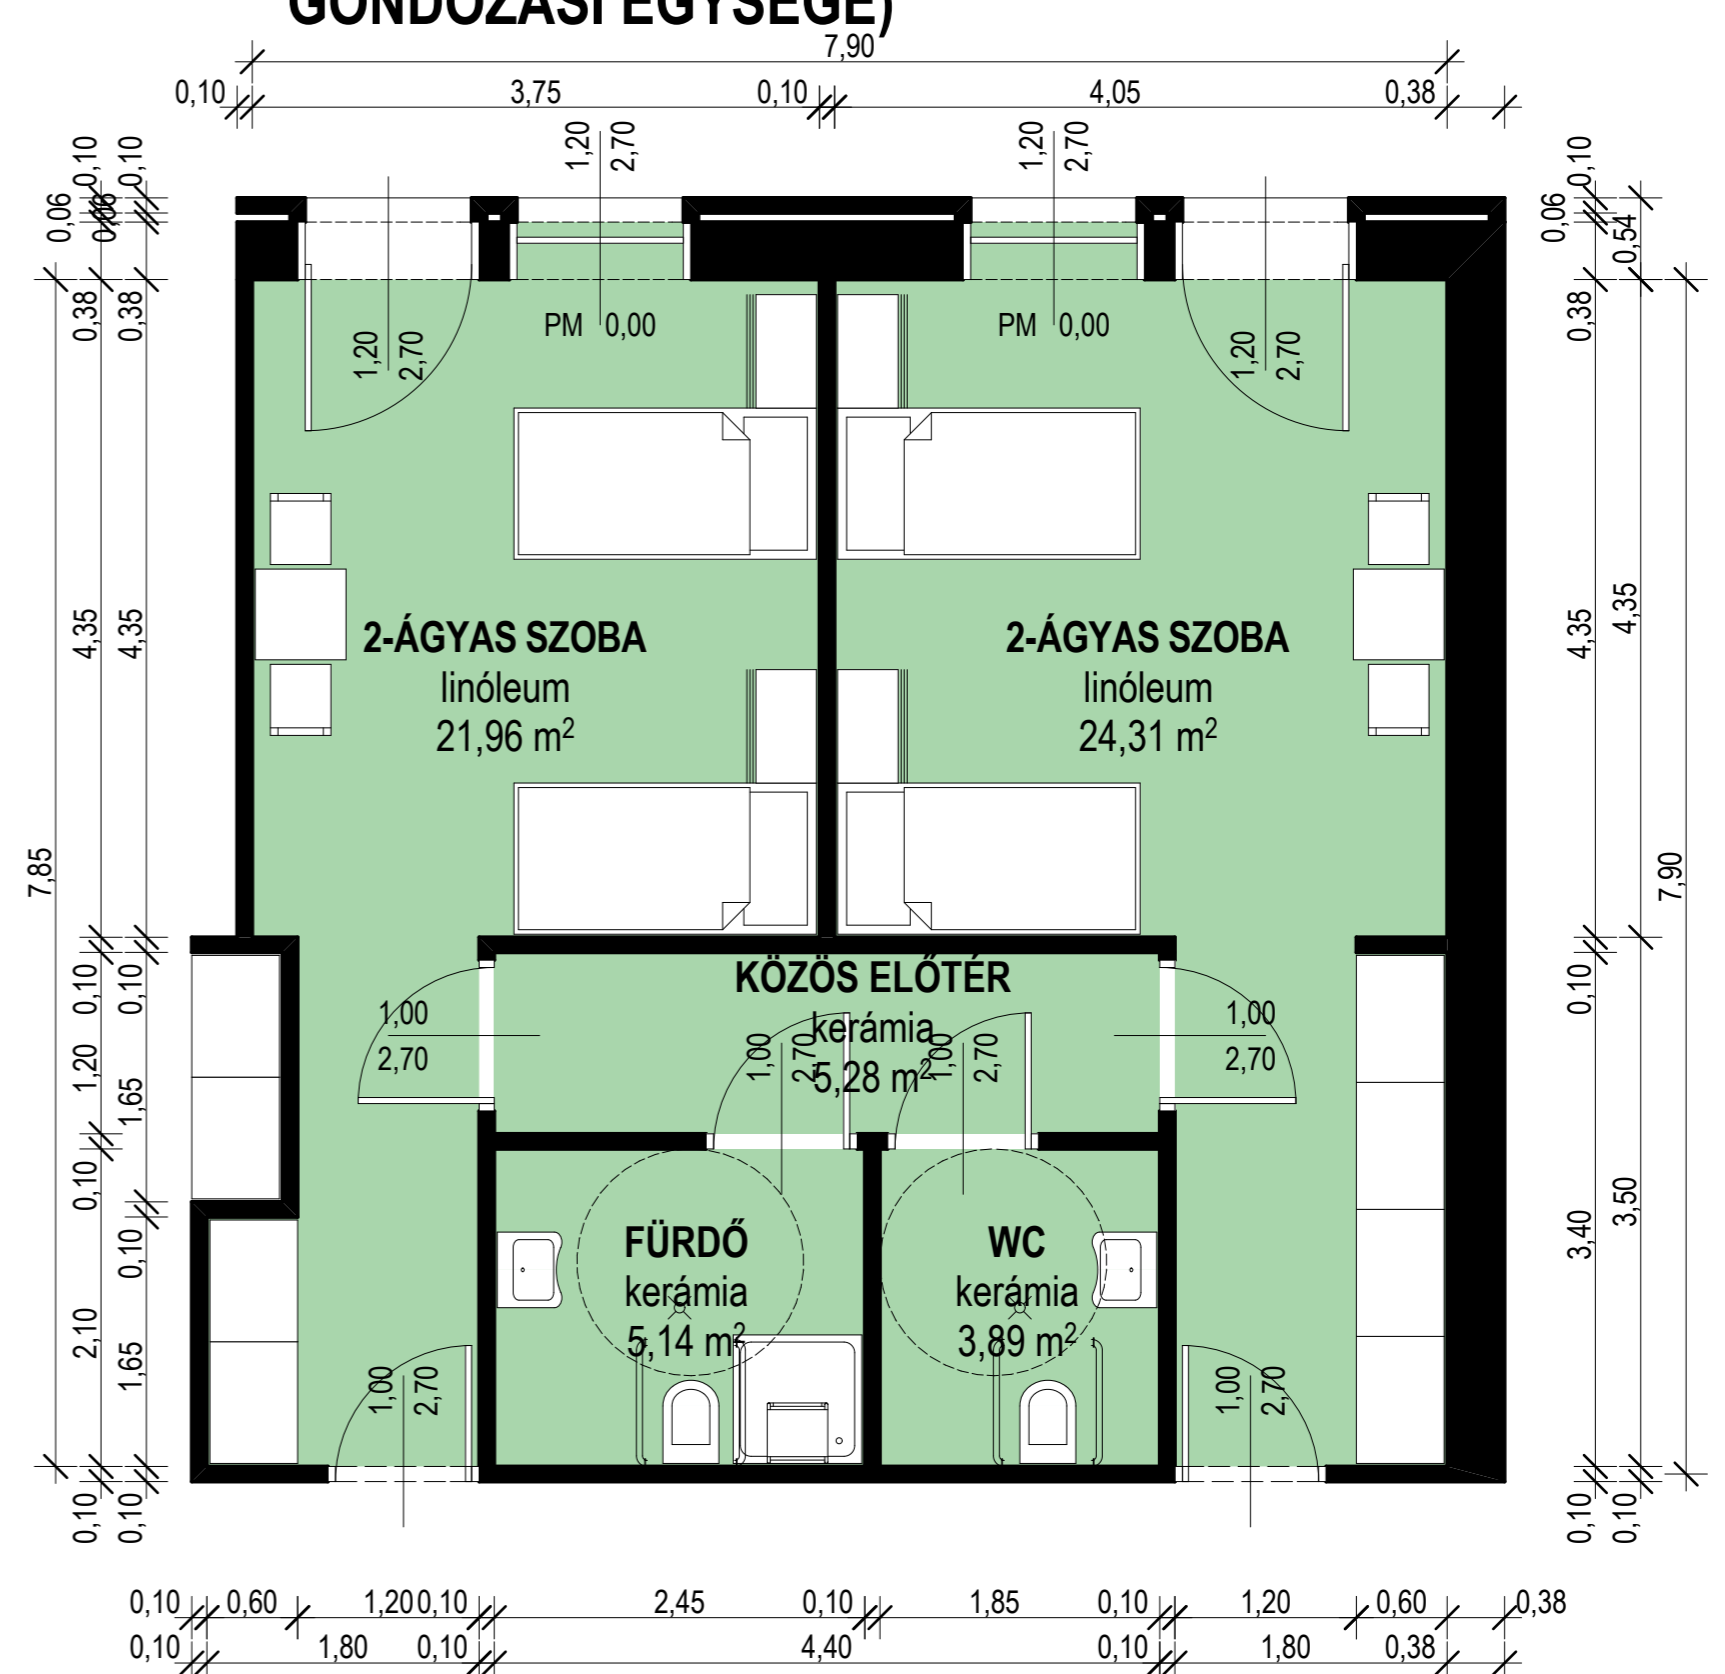 GONDOZÁSI EGYSÉGE)
7,90
0,10 3,75 0,10 4,05 0,38
1,20 2,70 1,20 2,70
0,10 0,10 0,10
0,06 0,06 0,06 0,54
0,38 0,38 0,38
PM 0,00 PM 0,00
1,20 2,70 1,20 2,70
4,35 4,35 4,35 4,35
2-ÁGYAS SZOBA 2-ÁGYAS SZOBA
linóleum linóleum
21,96 m² 24,31 m²
7,85 7,90
KÖZÖS ELŐTÉR
kerámia
5,28 m²
0,10 0,10 0,10
1,00 2,70 1,00 2,70 1,00 2,70 1,00 2,70
1,20 1,65
0,10 0,10
FÜRDŐ WC
kerámia kerámia
5,14 m² 3,89 m²
2,10 1,65 3,40 3,50
1,00 2,70 1,00 2,70
0,10 0,10 0,10 0,10
0,10 0,60 1,20 0,10 2,45 0,10 1,85 0,10 1,20 0,60 0,38
0,10 1,80 0,10 4,40 0,10 1,80 0,38